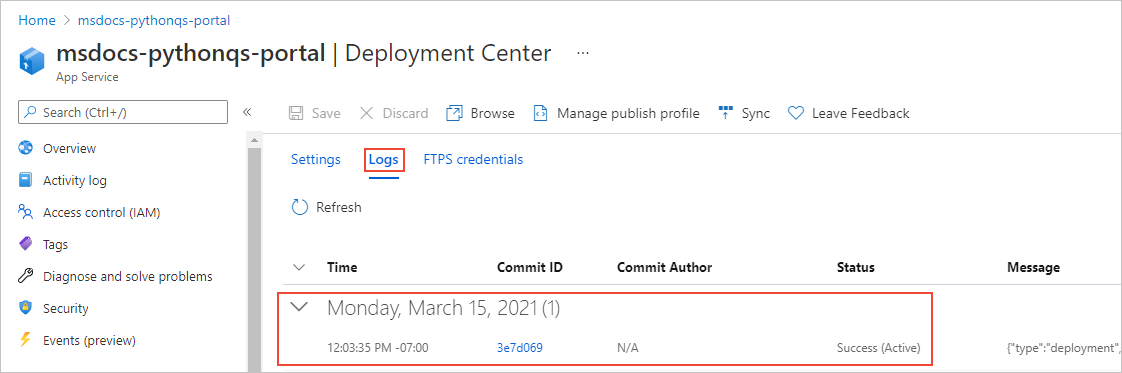 Home > msdocs-pythonqs-portal
msdocs-pythonqs-portal | Deployment Center ...
App Service
Search (Ctrl+/) «
Save Discard Browse Manage publish profile Sync Leave Feedback
Overview
Activity log
Access control (IAM)
Tags
Diagnose and solve problems
Security
Events (preview)
Settings Logs FTPS credentials
Refresh
Time Commit ID Commit Author Status Message
Monday, March 15, 2021 (1)
12:03:35 PM -07:00 3e7d069 N/A Success (Active) {"type":"deployment",